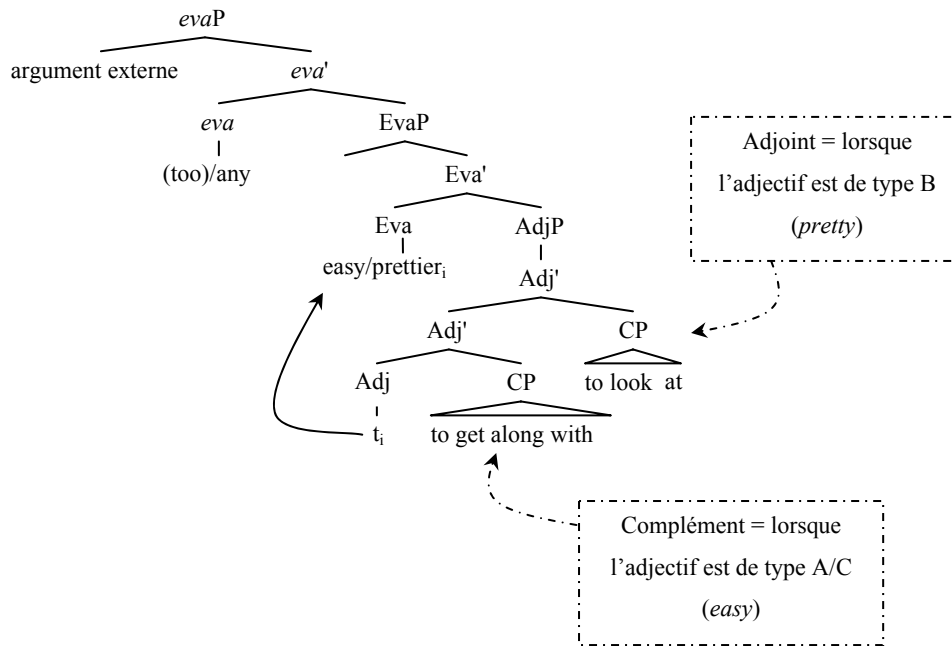 evaP
argument externe
eva'
eva
EvaP
(too)/any
Eva'
Eva
AdjP
easy/prettierᵢ
Adj'
Adj'
CP
Adj
CP
to look at
tᵢ
to get along with
Adjoint = lorsque
l’adjectif est de type B
(pretty)
Complément = lorsque
l’adjectif est de type A/C
(easy)